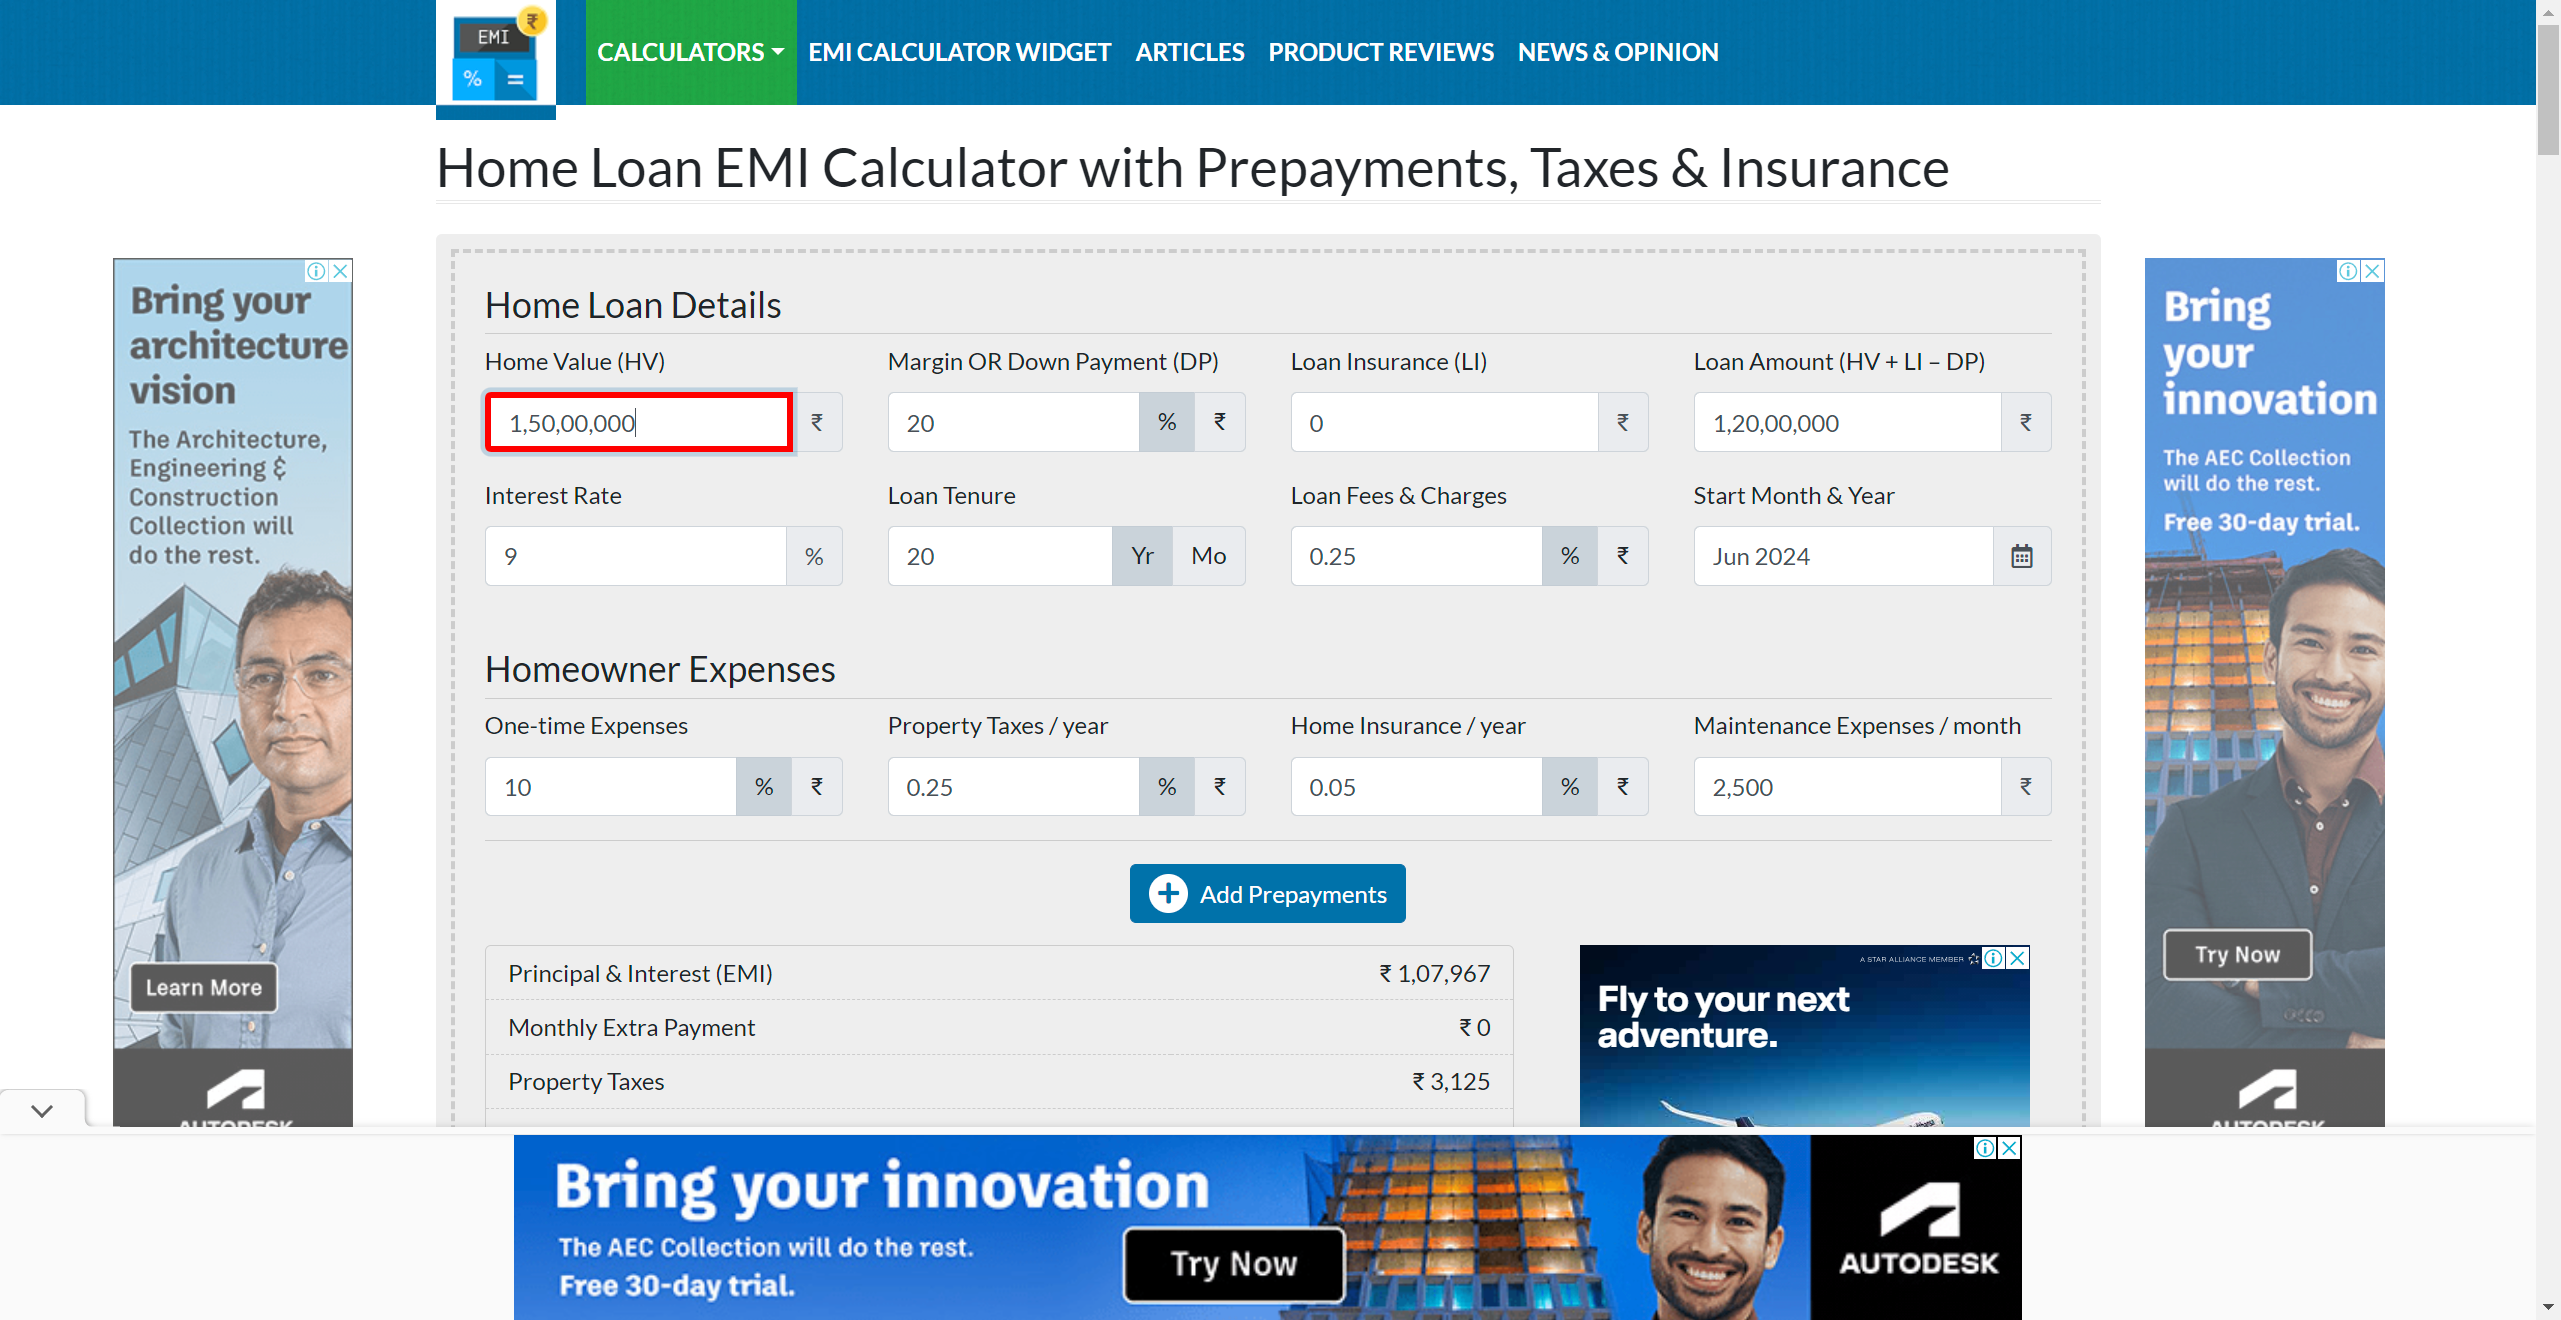 EMI
₹
%
=
CALCULATORS
EMI CALCULATOR WIDGET
ARTICLES
PRODUCT REVIEWS
NEWS & OPINION
Home Loan EMI Calculator with Prepayments, Taxes & Insurance
Bring your
architecture
vision
The Architecture,
Engineering &
Construction
Collection will
do the rest.
Learn More
AUTODESK
Home Loan Details
Home Value (HV)
1,50,00,000
₹
Margin OR Down Payment (DP)
20
%
₹
Loan Insurance (LI)
0
₹
Loan Amount (HV + LI – DP)
1,20,00,000
₹
Interest Rate
9
%
Loan Tenure
20
Yr
Mo
Loan Fees & Charges
0.25
%
₹
Start Month & Year
Jun 2024
Homeowner Expenses
One-time Expenses
10
%
₹
Property Taxes / year
0.25
%
₹
Home Insurance / year
0.05
%
₹
Maintenance Expenses / month
2,500
₹
Add Prepayments
Principal & Interest (EMI)
₹ 1,07,967
Monthly Extra Payment
₹ 0
Property Taxes
₹ 3,125
A STAR ALLIANCE MEMBER
Fly to your next
adventure.
Bring
your
innovation
The AEC Collection
will do the rest.
Free 30-day trial.
Try Now
AUTODESK
Bring your innovation
The AEC Collection will do the rest.
Free 30-day trial.
Try Now
AUTODESK